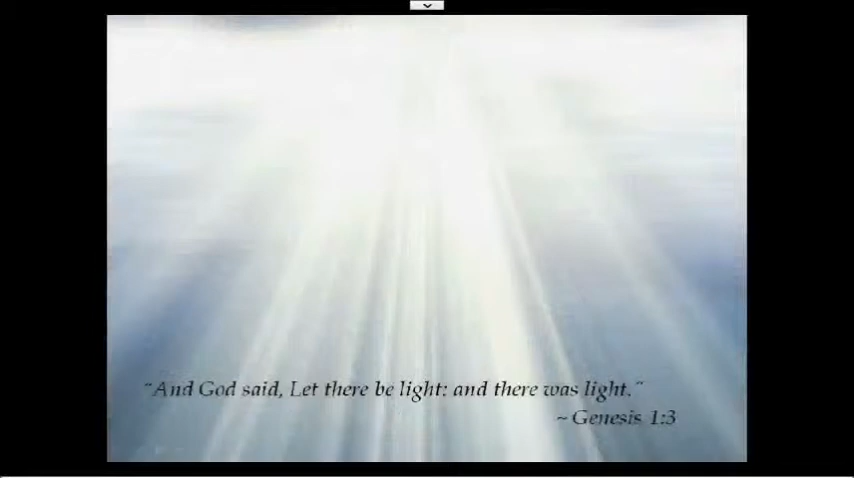 "And God said, Let there be light: and there was light."
~ Genesis 1:3